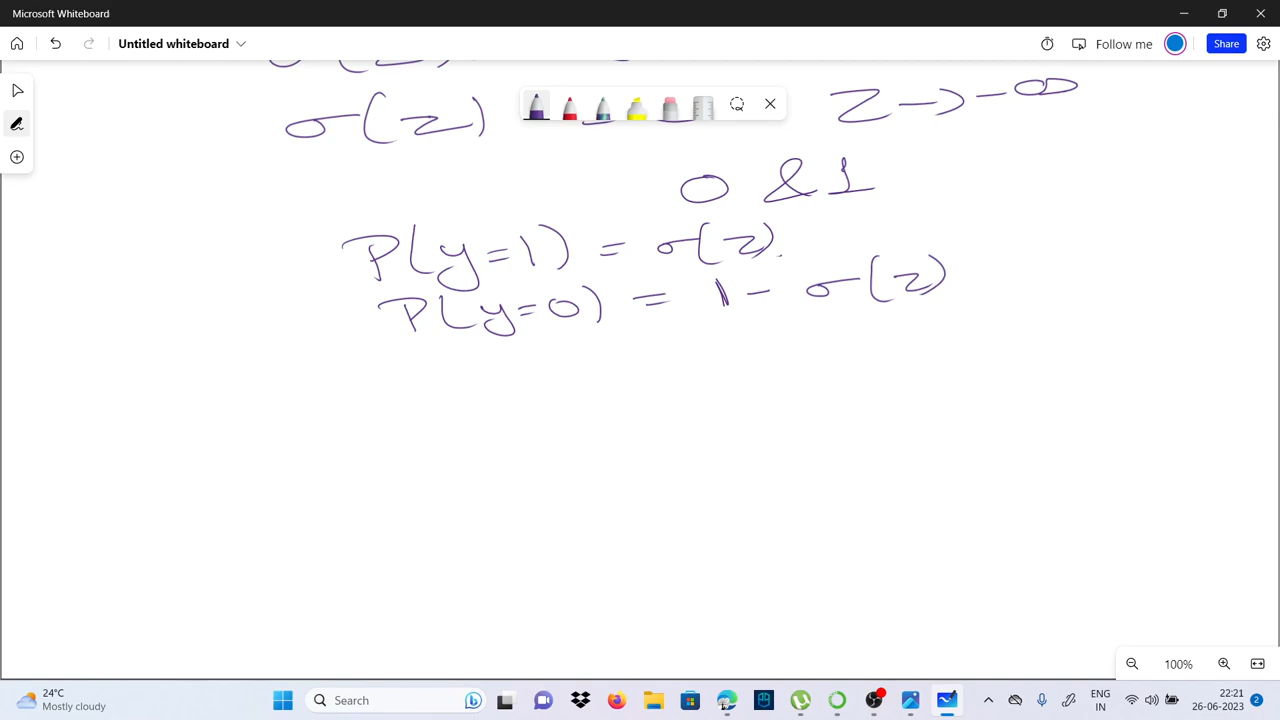 Microsoft Whiteboard
Untitled whiteboard
Follow me
Share
σ(z)
z → -∞
0 & 1
P(y=1) = σ(z).
P(y=0) = 1 - σ(z)
100%
24°C
Mostly cloudy
Search
ENG
IN
22:21
26-06-2023
2